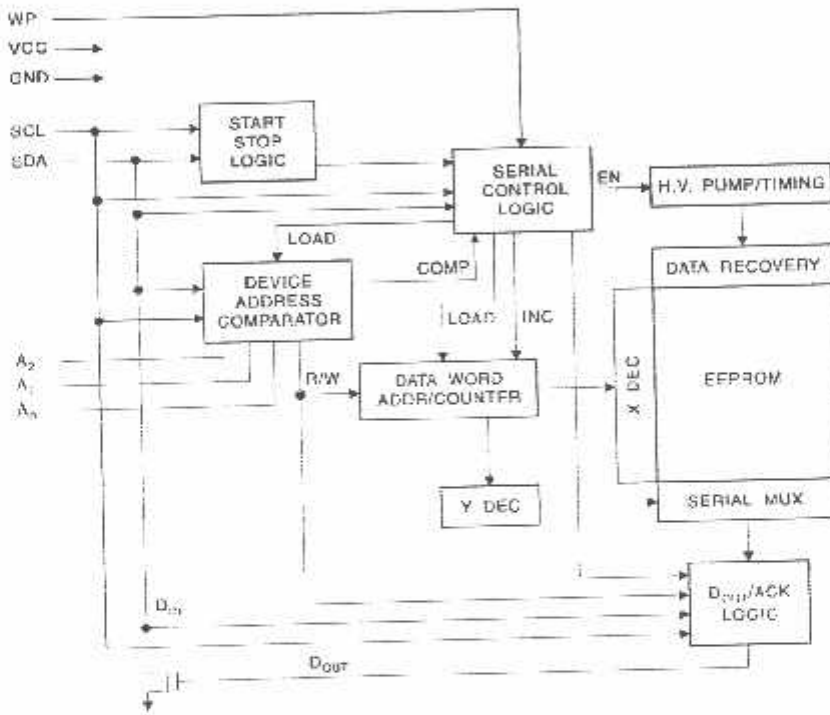 WP
VCC
GND
SCL
SDA
START
STOP
LOGIC
SERIAL
CONTROL
LOGIC
EN
H.V. PUMP/TIMING
LOAD
COMP
DATA RECOVERY
DEVICE
ADDRESS
COMPARATOR
LOAD
INC
A2
A1
A0
R/W
DATA WORD
ADDR/COUNTER
X DEC
EEPROM
Y DEC
SERIAL MUX
DIN
DOUT/ACK
LOGIC
DOUT